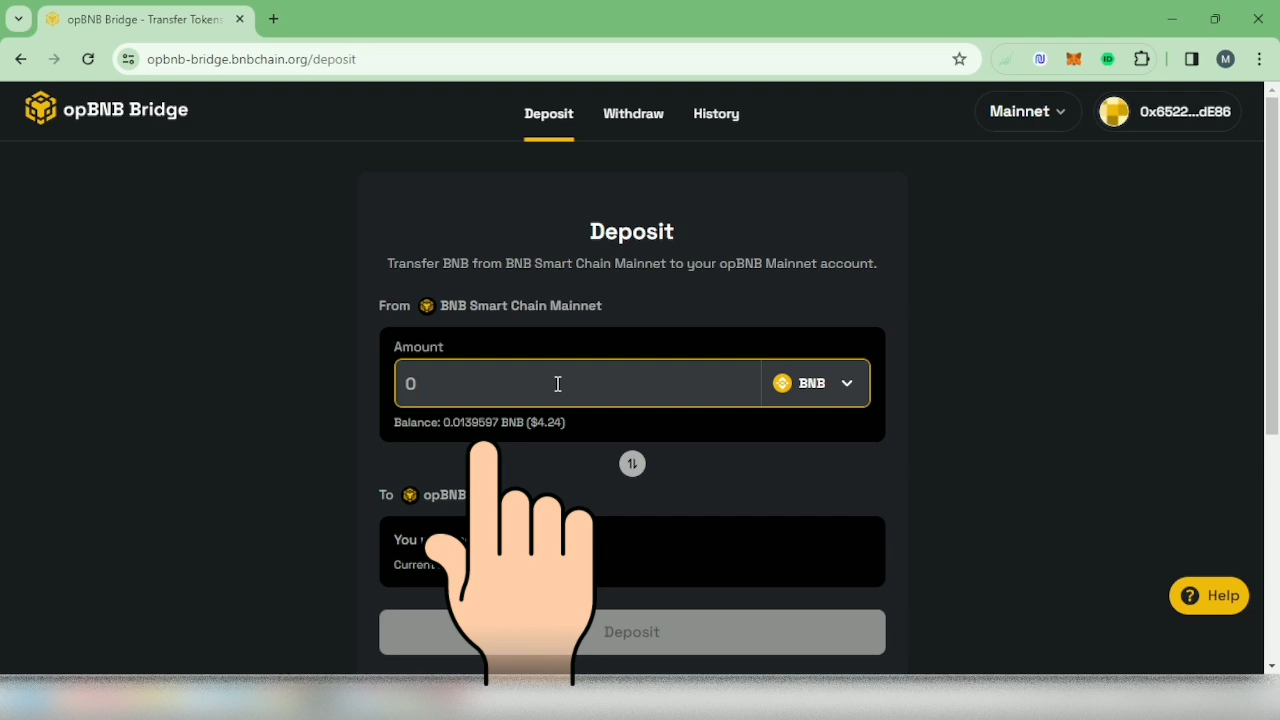 opBNB Bridge - Transfer Tokens
opbnb-bridge.bnbchain.org/deposit
M
opBNB Bridge
Deposit
Withdraw
History
Mainnet
0x6522...dE86
Deposit
Transfer BNB from BNB Smart Chain Mainnet to your opBNB Mainnet account.
From BNB Smart Chain Mainnet
Amount
0
BNB
Balance: 0.0139597 BNB ($4.24)
To opBNB
You
Current
Deposit
? Help